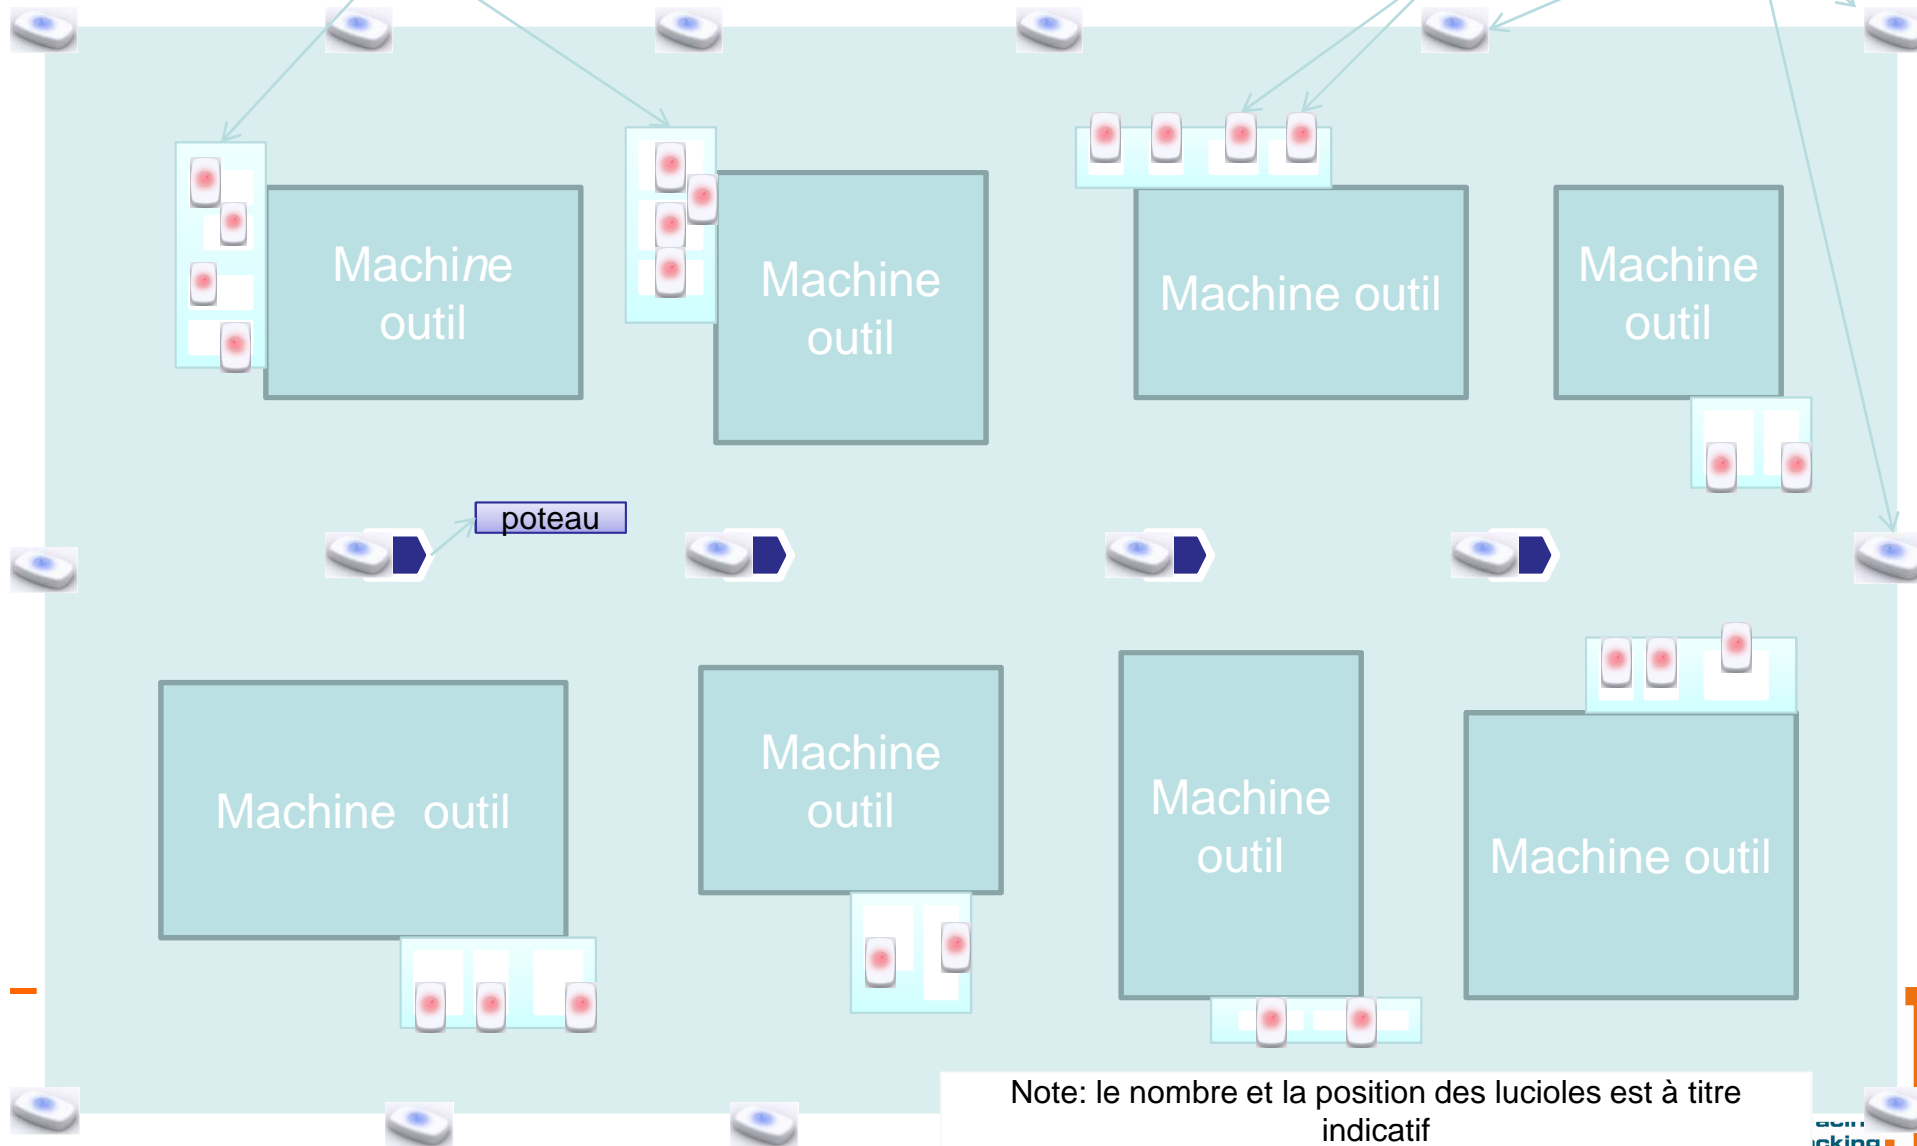 Machine
outil
Machine
outil
Machine outil
Machine
outil
poteau
Machine  outil
Machine
outil
Machine
outil
Machine outil
Note: le nombre et la position des lucioles est à titre
indicatif